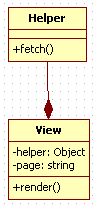 Helper
+fetch()
View
-helper: Object
-page: string
+render()